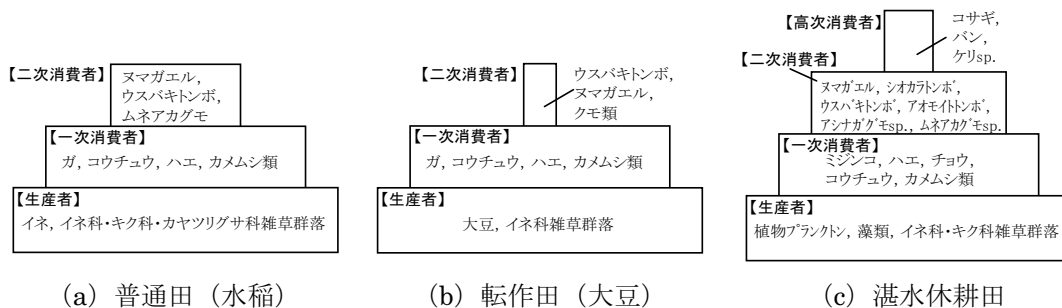 【二次消費者】
ヌマガエル,
ウスバキトンボ,
ムネアカグモ
【一次消費者】
ガ, コウチュウ, ハエ, カメムシ類
【生産者】
イネ, イネ科・キク科・カヤツリグサ科雑草群落
(a) 普通田（水稲）
【二次消費者】
ウスバキトンボ,
ヌマガエル,
クモ類
【一次消費者】
ガ, コウチュウ, ハエ, カメムシ類
【生産者】
大豆, イネ科雑草群落
(b) 転作田（大豆）
【高次消費者】
コサギ,
バン,
ケリsp.
【二次消費者】
ヌマガエル, シオカラトンボ,
ウスバキトンボ, アオモイトトンボ,
アシナガグモsp., ムネアカグモsp.
【一次消費者】
ミジンコ, ハエ, チョウ,
コウチュウ, カメムシ類
【生産者】
植物プランクトン, 藻類, イネ科・キク科雑草群落
(c) 湛水休耕田